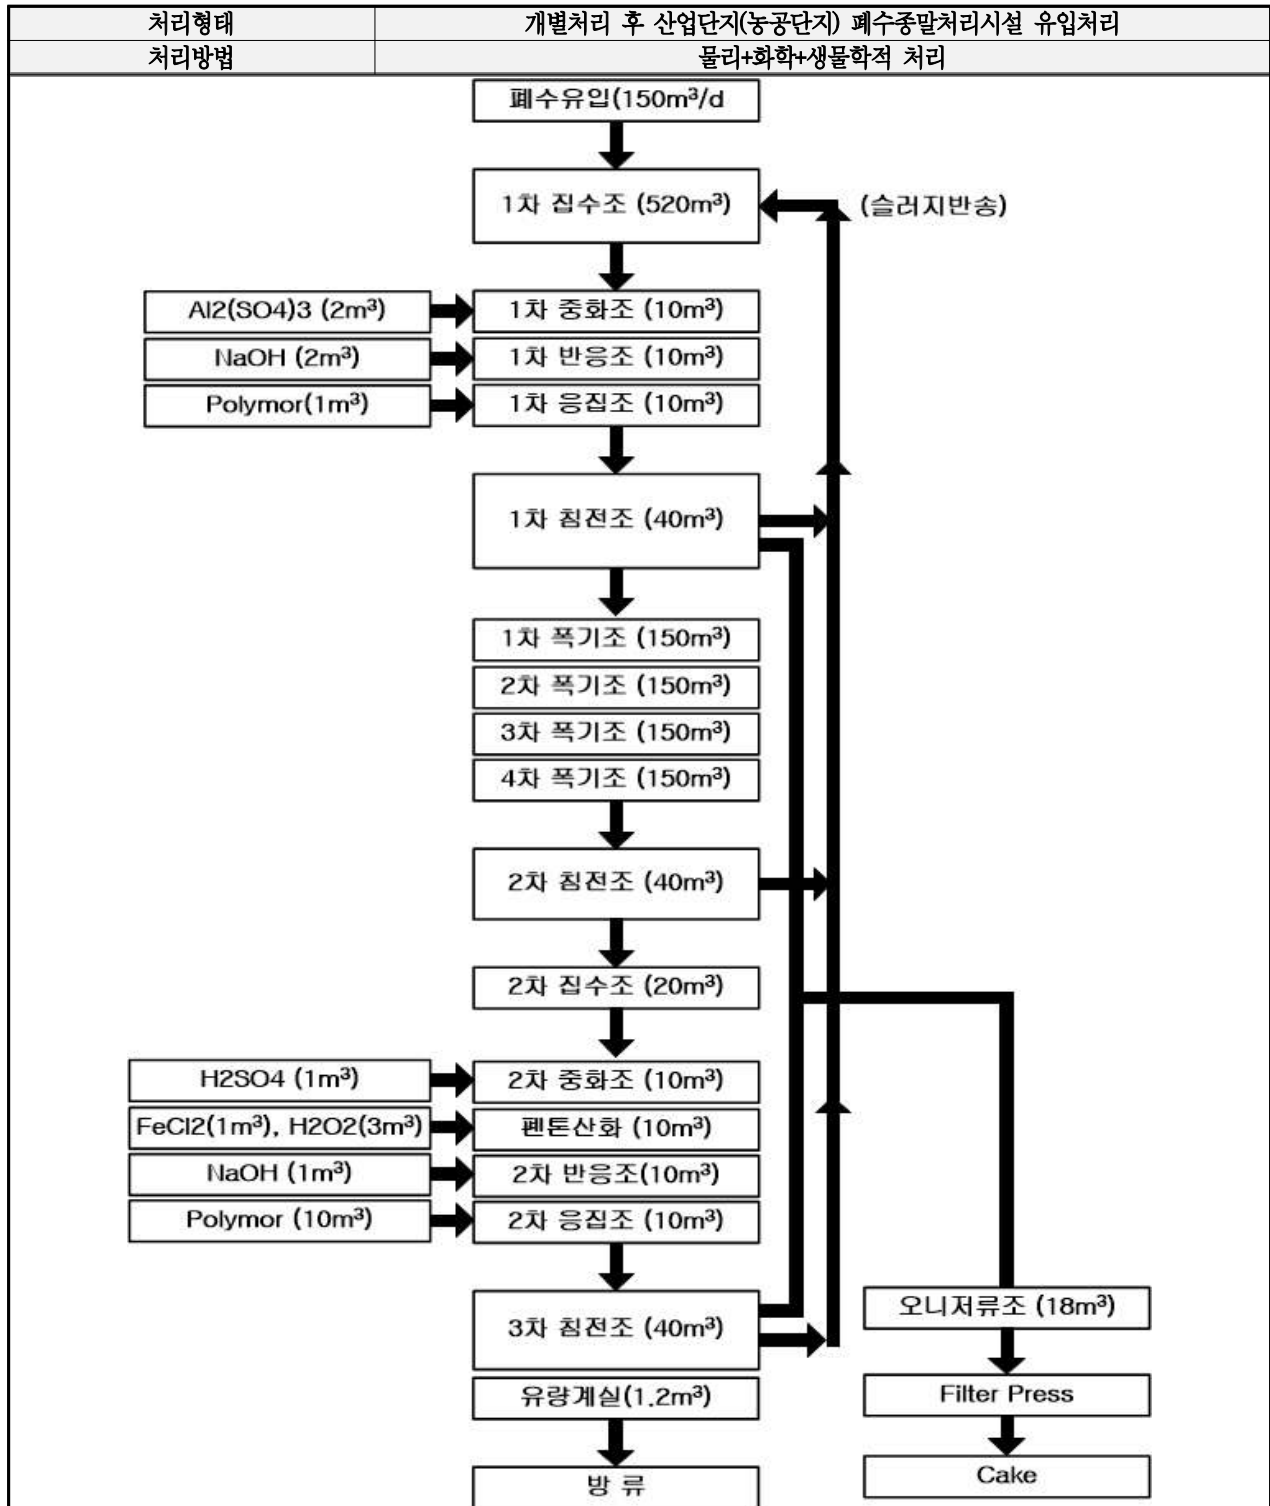 처리형태 개별처리 후 산업단지(농공단지) 폐수종말처리시설 유입처리
처리방법 물리+화학+생물학적 처리
폐수유입(150m³/d
1차 집수조 (520m³) (슬러지반송)
Al2(SO4)3 (2m³) 1차 중화조 (10m³)
NaOH (2m³) 1차 반응조 (10m³)
Polymor(1m³) 1차 응집조 (10m³)
1차 침전조 (40m³)
1차 폭기조 (150m³)
2차 폭기조 (150m³)
3차 폭기조 (150m³)
4차 폭기조 (150m³)
2차 침전조 (40m³)
2차 집수조 (20m³)
H2SO4 (1m³) 2차 중화조 (10m³)
FeCl2(1m³), H2O2(3m³) 펜톤산화 (10m³)
NaOH (1m³) 2차 반응조(10m³)
Polymor (10m³) 2차 응집조 (10m³)
3차 침전조 (40m³) 오니저류조 (18m³)
유량계실(1.2m³) Filter Press
방 류 Cake